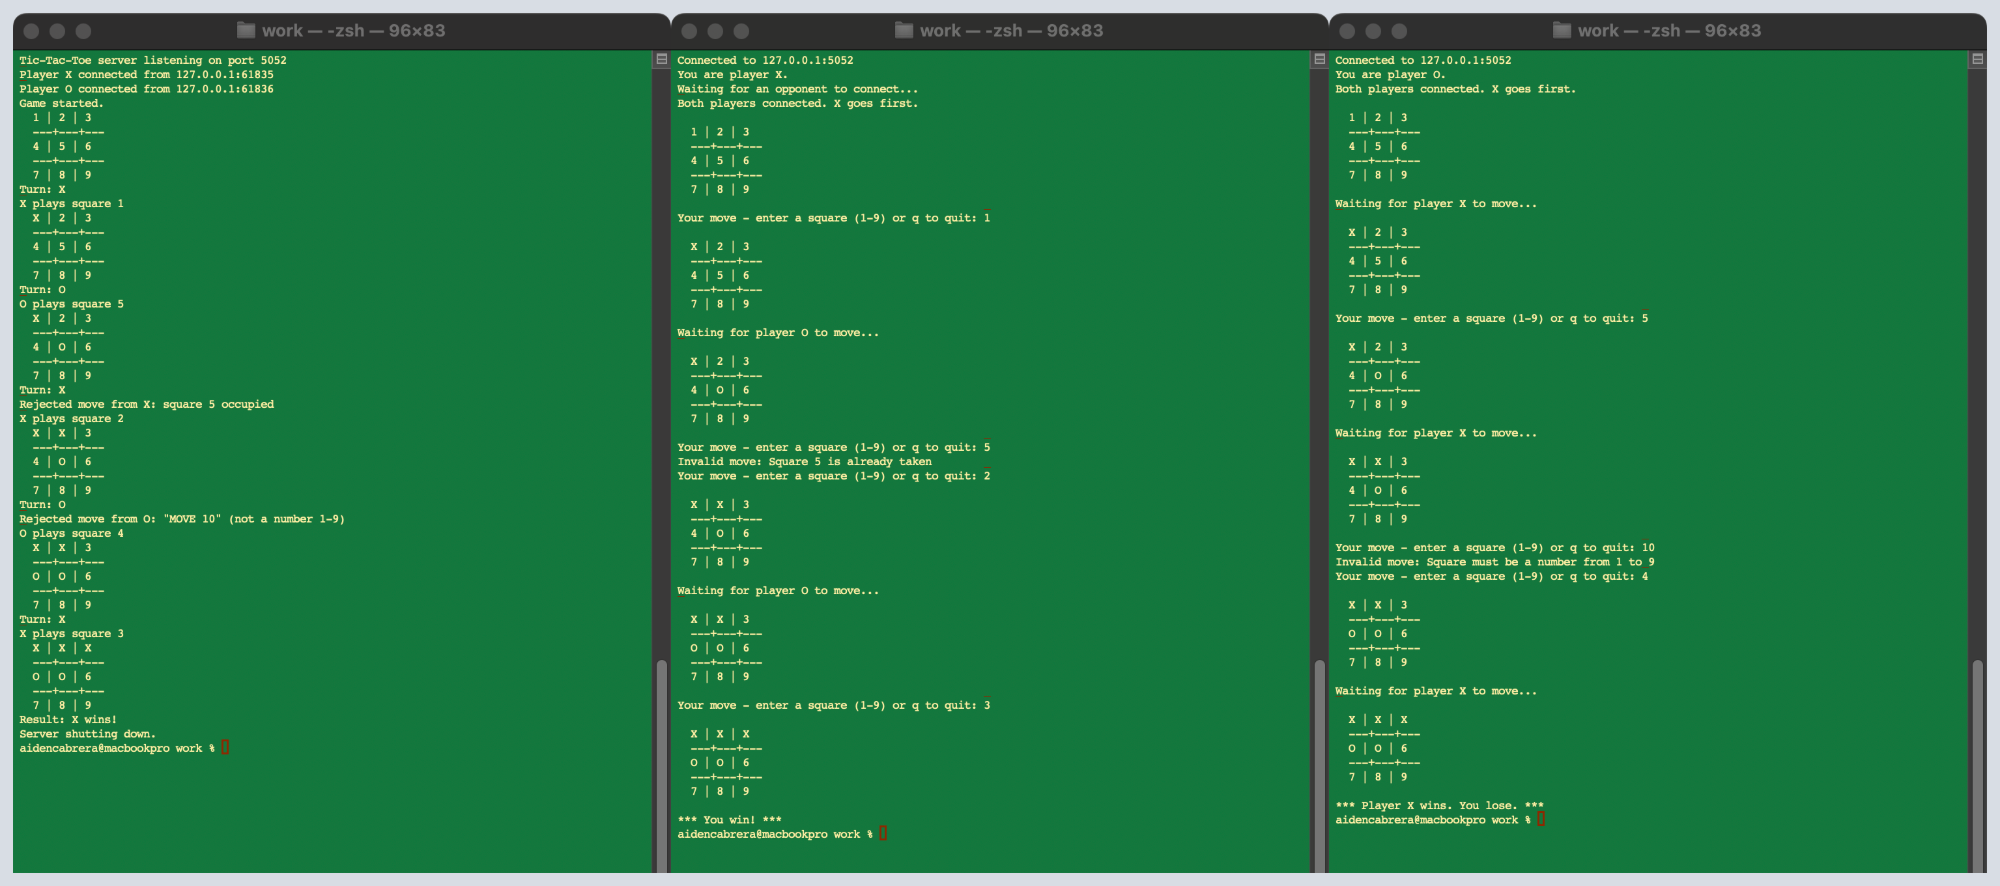 work — -zsh — 96×83
Tic-Tac-Toe server listening on port 5052
Player X connected from 127.0.0.1:61835
Player O connected from 127.0.0.1:61836
Game started.
  1 | 2 | 3
  ---+---+---
  4 | 5 | 6
  ---+---+---
  7 | 8 | 9
Turn: X
X plays square 1
  X | 2 | 3
  ---+---+---
  4 | 5 | 6
  ---+---+---
  7 | 8 | 9
Turn: O
O plays square 5
  X | 2 | 3
  ---+---+---
  4 | O | 6
  ---+---+---
  7 | 8 | 9
Turn: X
Rejected move from X: square 5 occupied
X plays square 2
  X | X | 3
  ---+---+---
  4 | O | 6
  ---+---+---
  7 | 8 | 9
Turn: O
Rejected move from O: "MOVE 10" (not a number 1-9)
O plays square 4
  X | X | 3
  ---+---+---
  O | O | 6
  ---+---+---
  7 | 8 | 9
Turn: X
X plays square 3
  X | X | X
  ---+---+---
  O | O | 6
  ---+---+---
  7 | 8 | 9
Result: X wins!
Server shutting down.
aidencabrera@macbookpro work %
work — -zsh — 96×83
Connected to 127.0.0.1:5052
You are player X.
Waiting for an opponent to connect...
Both players connected. X goes first.
  1 | 2 | 3
  ---+---+---
  4 | 5 | 6
  ---+---+---
  7 | 8 | 9
Your move - enter a square (1-9) or q to quit: 1
  X | 2 | 3
  ---+---+---
  4 | 5 | 6
  ---+---+---
  7 | 8 | 9
Waiting for player O to move...
  X | 2 | 3
  ---+---+---
  4 | O | 6
  ---+---+---
  7 | 8 | 9
Your move - enter a square (1-9) or q to quit: 5
Invalid move: Square 5 is already taken
Your move - enter a square (1-9) or q to quit: 2
  X | X | 3
  ---+---+---
  4 | O | 6
  ---+---+---
  7 | 8 | 9
Waiting for player O to move...
  X | X | 3
  ---+---+---
  O | O | 6
  ---+---+---
  7 | 8 | 9
Your move - enter a square (1-9) or q to quit: 3
  X | X | X
  ---+---+---
  O | O | 6
  ---+---+---
  7 | 8 | 9
*** You win! ***
aidencabrera@macbookpro work %
work — -zsh — 96×83
Connected to 127.0.0.1:5052
You are player O.
Both players connected. X goes first.
  1 | 2 | 3
  ---+---+---
  4 | 5 | 6
  ---+---+---
  7 | 8 | 9
Waiting for player X to move...
  X | 2 | 3
  ---+---+---
  4 | 5 | 6
  ---+---+---
  7 | 8 | 9
Your move - enter a square (1-9) or q to quit: 5
  X | 2 | 3
  ---+---+---
  4 | O | 6
  ---+---+---
  7 | 8 | 9
Waiting for player X to move...
  X | X | 3
  ---+---+---
  4 | O | 6
  ---+---+---
  7 | 8 | 9
Your move - enter a square (1-9) or q to quit: 10
Invalid move: Square must be a number from 1 to 9
Your move - enter a square (1-9) or q to quit: 4
  X | X | 3
  ---+---+---
  O | O | 6
  ---+---+---
  7 | 8 | 9
Waiting for player X to move...
  X | X | X
  ---+---+---
  O | O | 6
  ---+---+---
  7 | 8 | 9
*** Player X wins. You lose. ***
aidencabrera@macbookpro work %